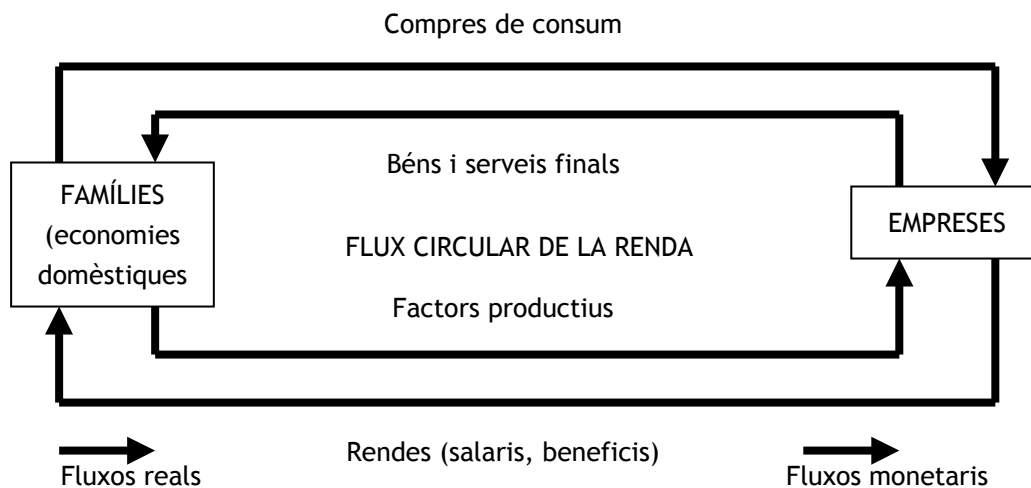 Compres de consum
Béns i serveis finals
FAMÍLIES
(economies
domèstiques
EMPRESES
FLUX CIRCULAR DE LA RENDA
Factors productius
Rendes (salaris, beneficis)
Fluxos reals
Fluxos monetaris